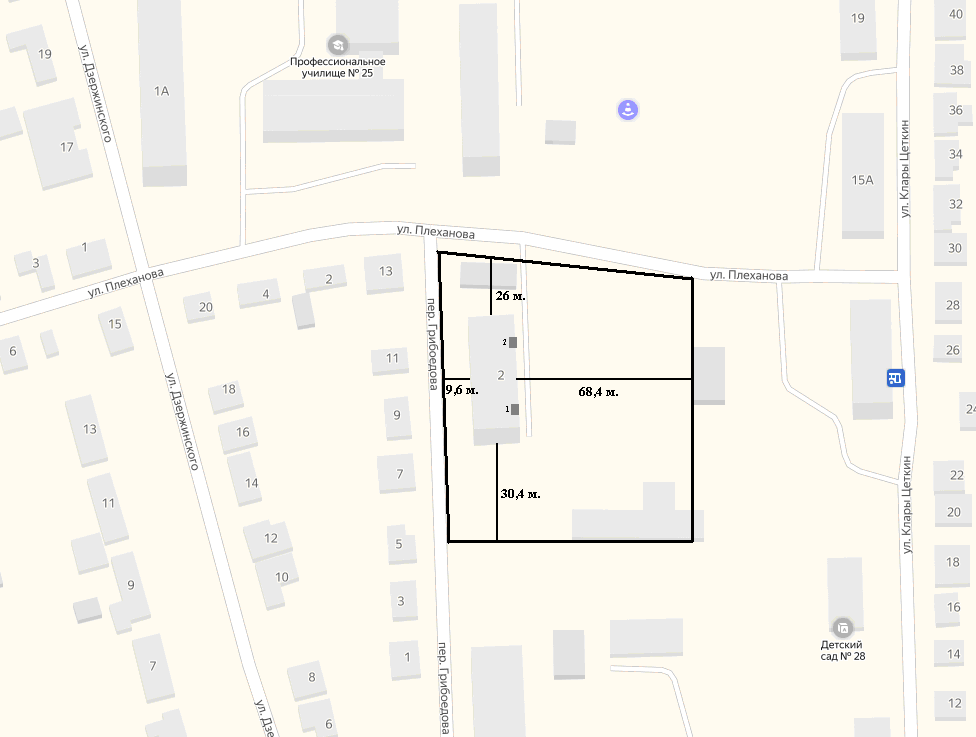 19
40
ул. Дзержинского
19
Профессиональное
училище № 25
38
1А
36
17
34
15А
ул. Клары Цеткин
32
ул. Плеханова
30
1
3
13
2
ул. Плеханова
ул. Плеханова
4
26 м.
20
28
15
пер. Грибоедова
2
6
26
11
2
18
9,6 м.
68,4 м.
ул. Дзержинского
24
1
9
13
16
7
22
14
30,4 м.
11
20
ул. Клары Цеткин
12
5
18
10
9
3
16
Детский
сад № 28
14
1
7
пер. Грибоедова
8
12
ул. Дзе
6